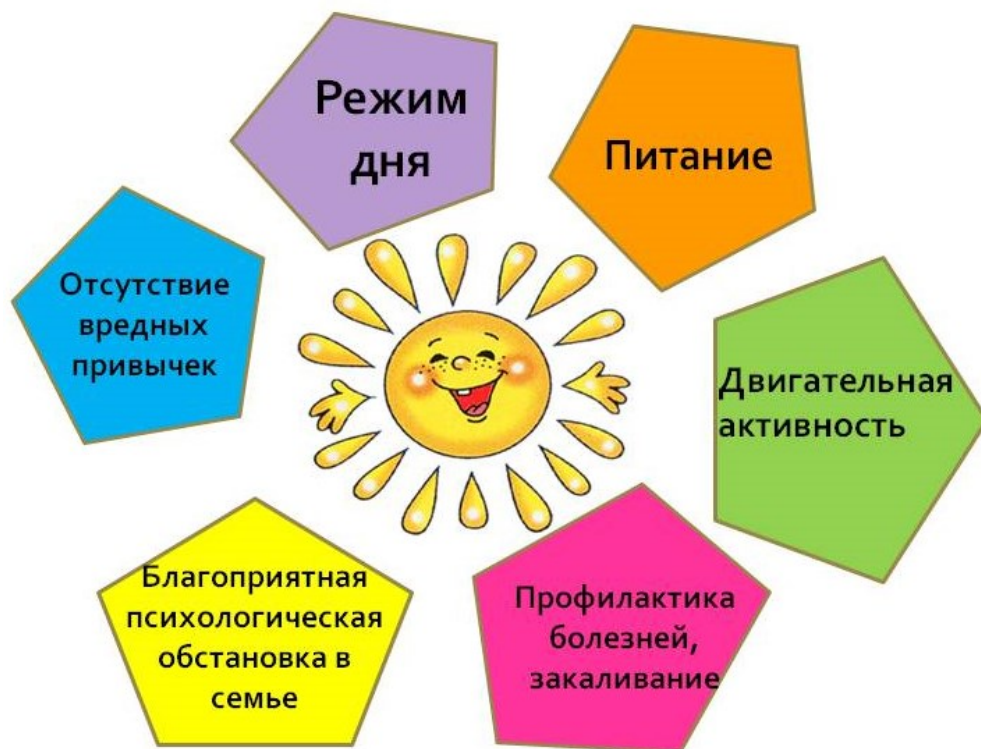 Режим
дня
Питание
Отсутствие
вредных
привычек
Двигательная
активность
Благоприятная
психологическая
обстановка в
семье
Профилактика
болезней,
закаливание